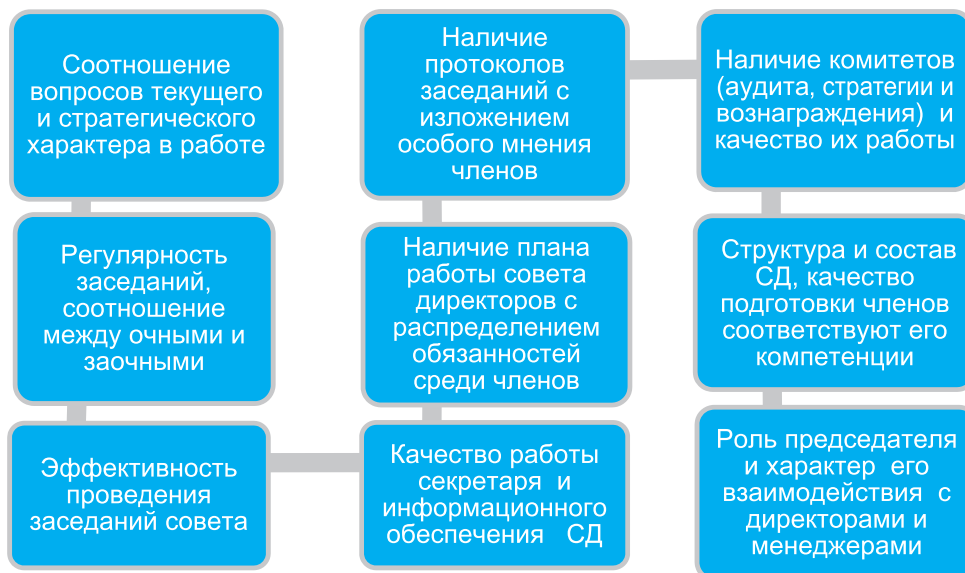 Соотношение
вопросов текущего
и стратегического
характера в работе
Регулярность
заседаний,
соотношение
между очными и
заочными
Эффективность
проведения
заседаний совета
Качество работы
секретаря и
информационного
обеспечения СД
Наличие плана
работы совета
директоров с
распределением
обязанностей
среди членов
Наличие
протоколов
заседаний с
изложением
особого мнения
членов
Наличие комитетов
(аудита, стратегии и
вознаграждения) и
качество их работы
Структура и состав
СД, качество
подготовки членов
соответствуют его
компетенции
Роль председателя
и характер его
взаимодействия с
директорами и
менеджерами